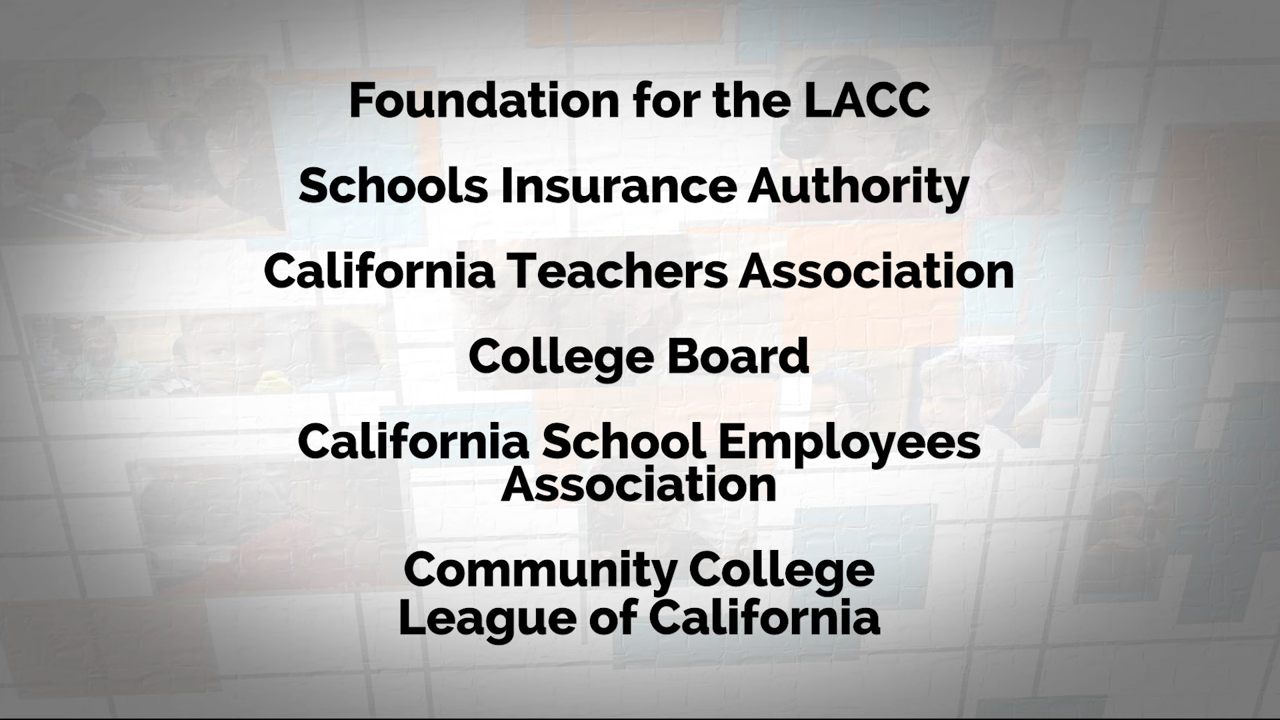 Foundation for the LACC
Schools Insurance Authority
California Teachers Association
College Board
California School Employees
Association
Community College
League of California